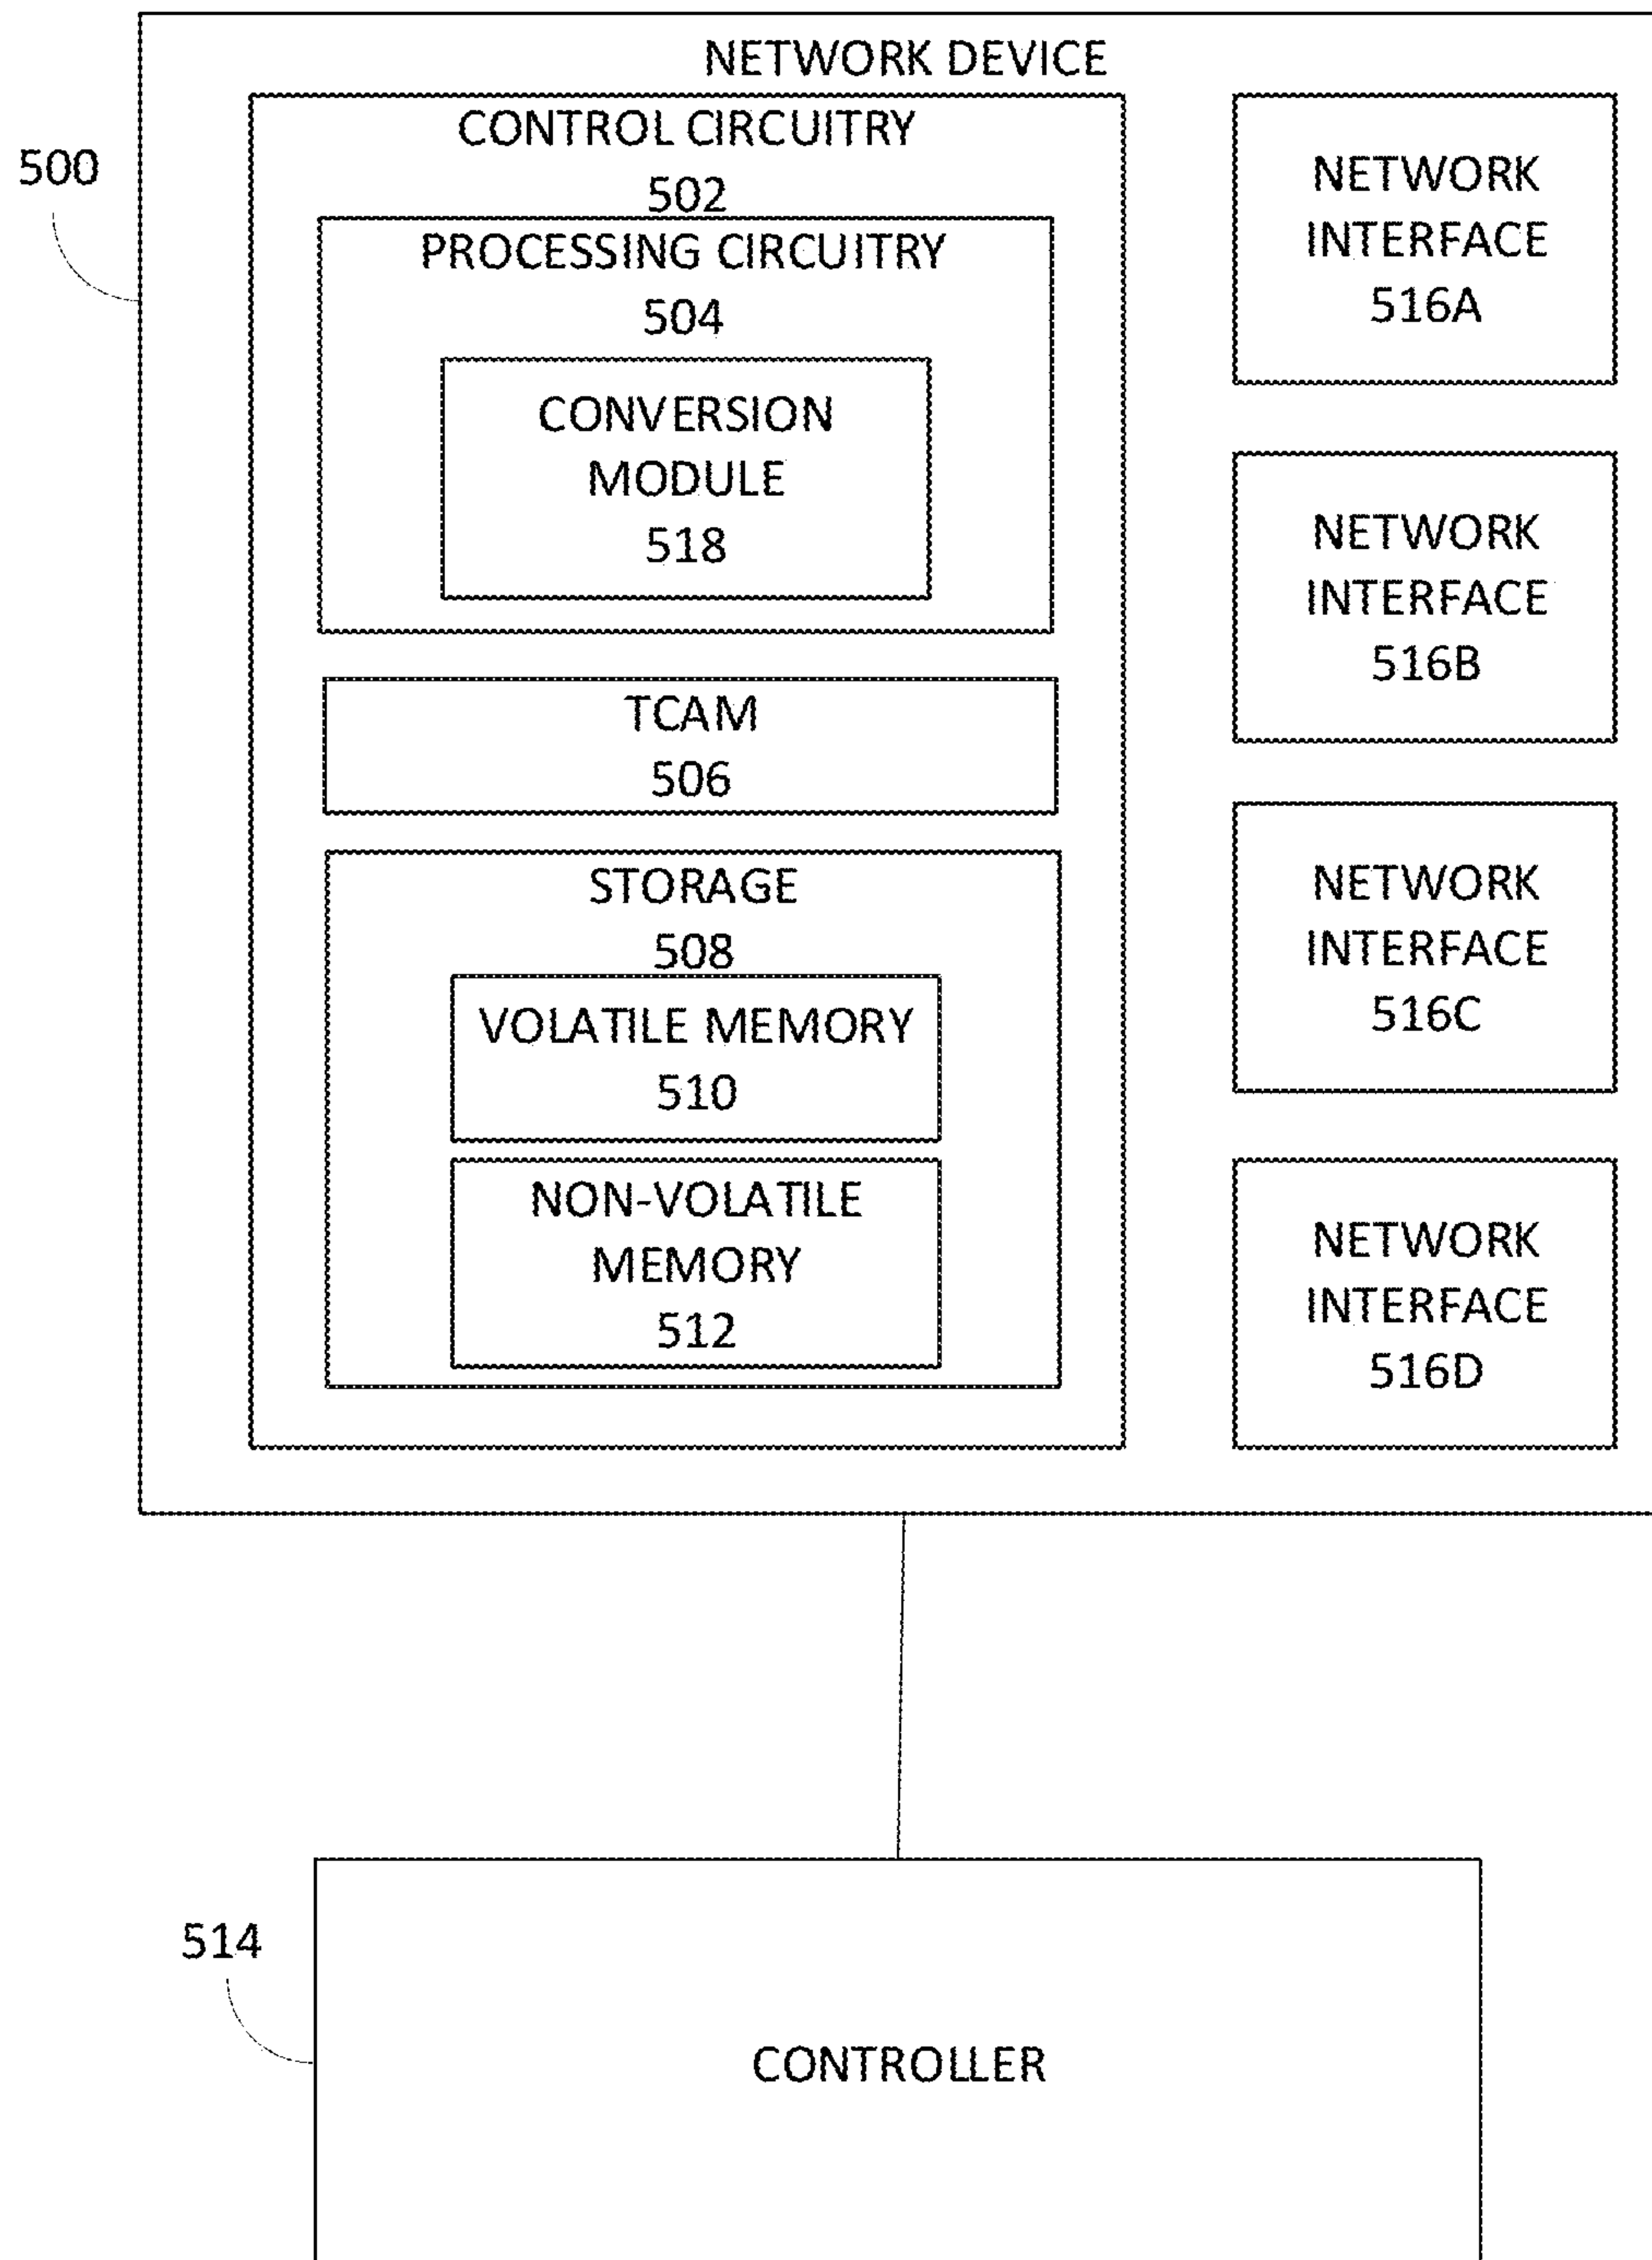 NETWORK DEVICE
500
CONTROL CIRCUITRY
502
PROCESSING CIRCUITRY
504
CONVERSION
MODULE
518
TCAM
506
STORAGE
508
VOLATILE MEMORY
510
NON-VOLATILE
MEMORY
512
NETWORK
INTERFACE
516A
NETWORK
INTERFACE
516B
NETWORK
INTERFACE
516C
NETWORK
INTERFACE
516D
514
CONTROLLER